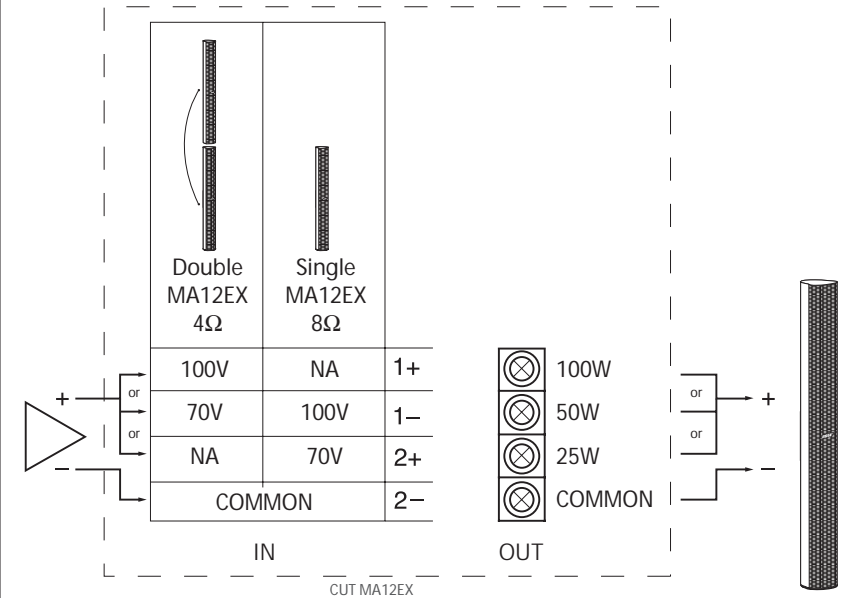 Double
MA12EX
4Ω
Single
MA12EX
8Ω
100V NA 1+
70V 100V 1–
NA 70V 2+
COMMON 2–
+
or
or
–
100W
50W
25W
COMMON
or
or
+
–
IN
OUT
CUT MA12EX